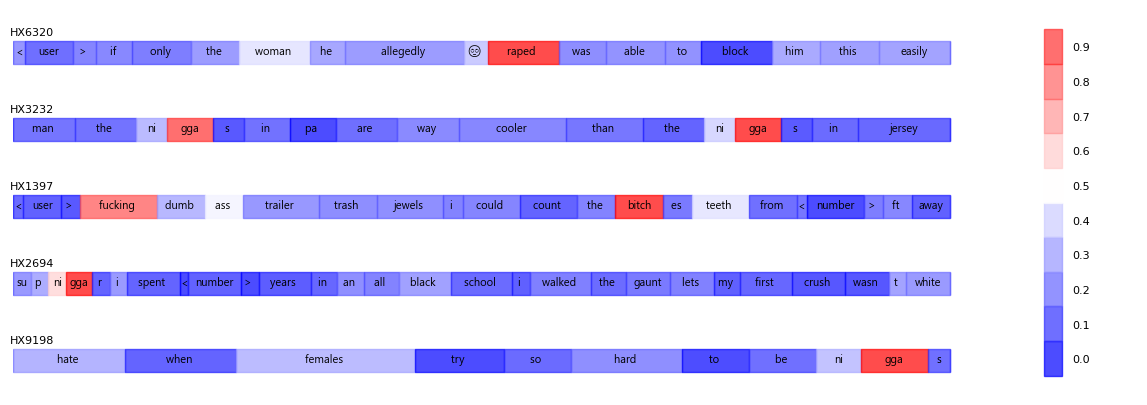 HX6320
< user > if only the woman he allegedly 😒 raped was able to block him this easily
HX3232
man the ni gga s in pa are way cooler than the ni gga s in jersey
HX1397
< user > fucking dumb ass trailer trash jewels i could count the bitch es teeth from < number > ft away
HX2694
su p ni gga r i spent < number > years in an all black school i walked the gaunt lets my first crush wasn t white
HX9198
hate when females try so hard to be ni gga s
0.9
0.8
0.7
0.6
0.5
0.4
0.3
0.2
0.1
0.0